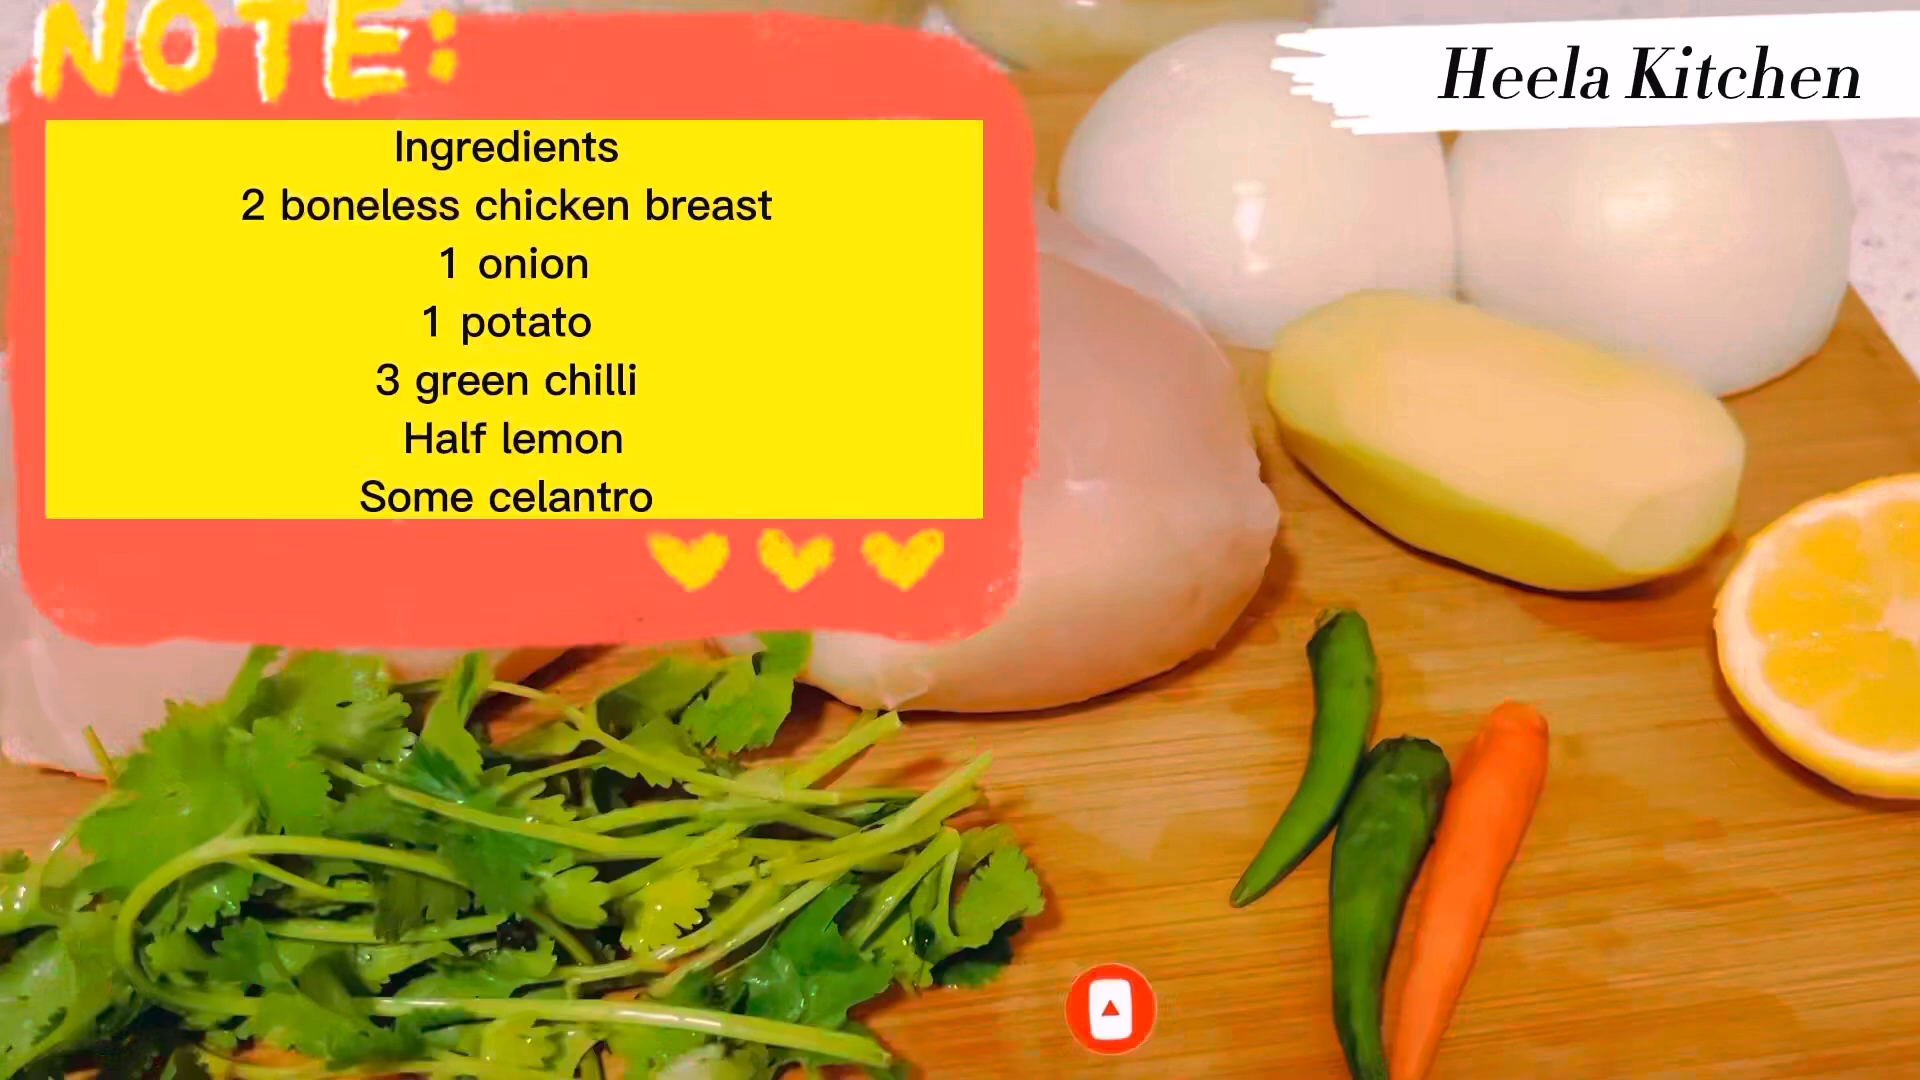 NOTE:
Heela Kitchen
Ingredients
2 boneless chicken breast
1 onion
1 potato
3 green chilli
Half lemon
Some celantro